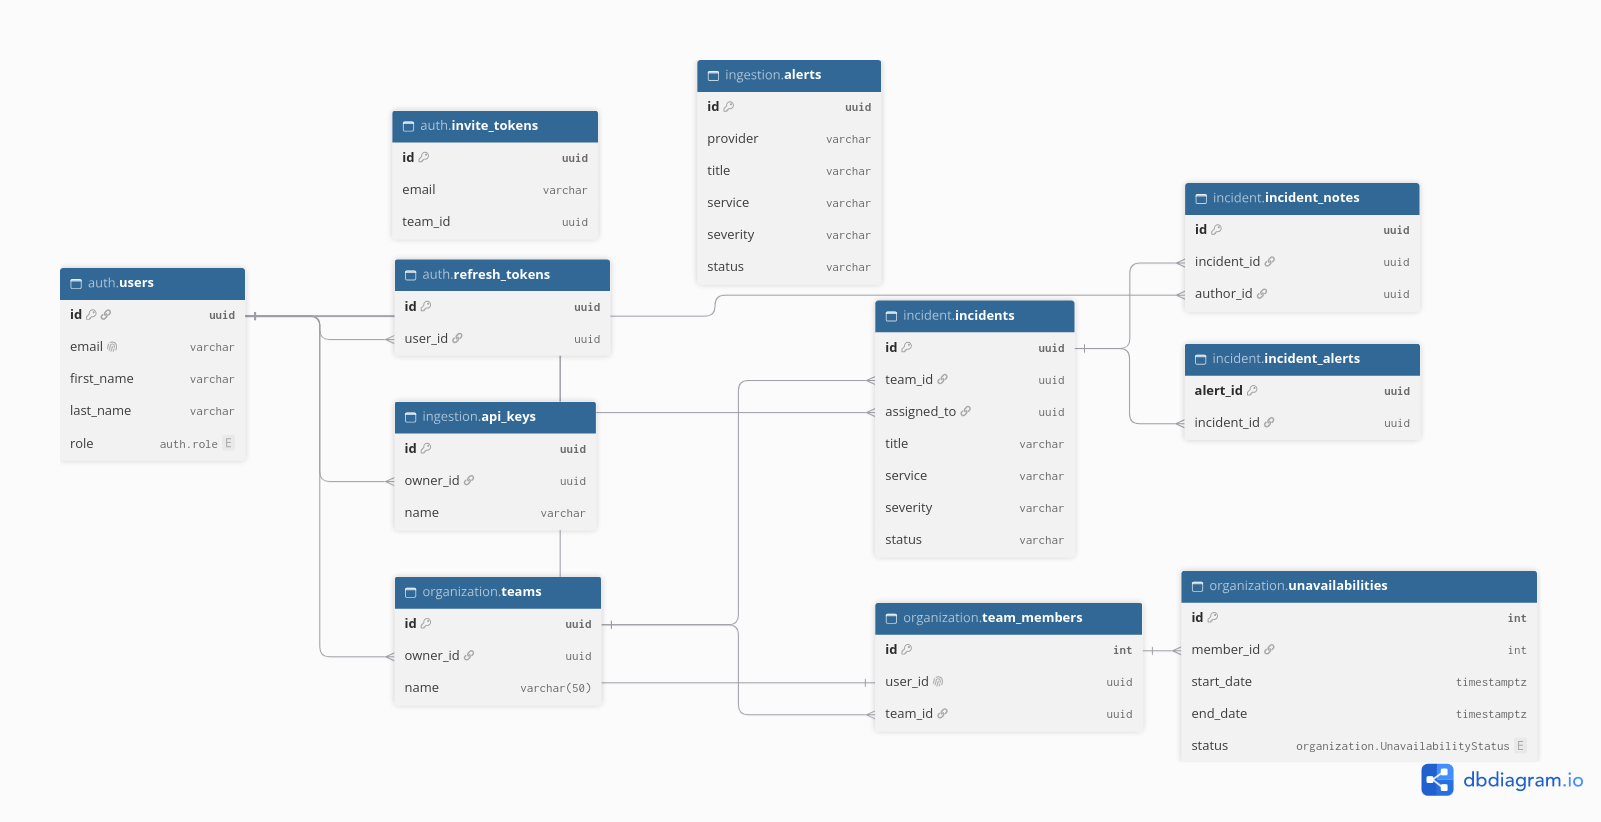 ingestion.alerts
id uuid
provider varchar
title varchar
service varchar
severity varchar
status varchar
auth.invite_tokens
id uuid
email varchar
team_id uuid
incident.incident_notes
id uuid
incident_id uuid
author_id uuid
auth.users
id uuid
email varchar
first_name varchar
last_name varchar
role auth.role E
auth.refresh_tokens
id uuid
user_id uuid
incident.incidents
id uuid
team_id uuid
assigned_to uuid
title varchar
service varchar
severity varchar
status varchar
incident.incident_alerts
alert_id uuid
incident_id uuid
ingestion.api_keys
id uuid
owner_id uuid
name varchar
organization.teams
id uuid
owner_id uuid
name varchar(50)
organization.team_members
id int
user_id uuid
team_id uuid
organization.unavailabilities
id int
member_id int
start_date timestamptz
end_date timestamptz
status organization.UnavailabilityStatus E
dbdiagram.io